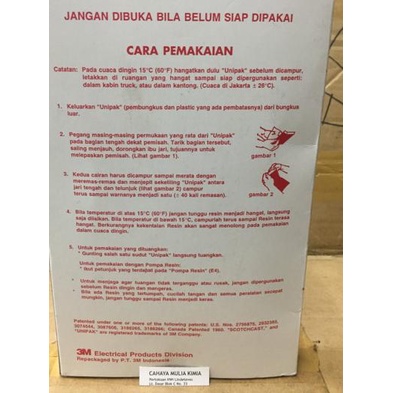 JANGAN DIBUKA BILA BELUM SIAP DIPAKAI
CARA PEMAKAIAN
Catatan: Pada cuaca dingin 15°C (60°F) hangatkan dulu "Unipak" sebelum dicampur,
letakkan di ruangan yang hangat sampai siap dipergunakan seperti:
dalam kabin truck, atau dalam kantong. (Cuaca di Jakarta ± 26°C).
1. Keluarkan "Unipak" (pembungkus dan plastic yang ada pembatasnya) dari bungkus
luar.
2. Pegang masing-masing permukaan yang rata dari "Unipak"
pada bagian tengah dekat pemisah. Tarik bagian tersebut,
saling menjauh, dorongkan ibu jari, tujuannya untuk
melepaskan pemisah. (Lihat gambar 1).
gambar 1
3. Kedua cairan harus dicampur sampai merata dengan
meremas-remas dan menjepit sekeliling "Unipak" antara
jari tengah dan telunjuk (lihat gambar 2) campur
terus sampai warnanya menjadi satu (± 40 kali remasan).
gambar 2
4. Bila temperatur di atas 15°C (60°F) jangan tunggu resin menjadi hangat, langsung
saja diisikan. Bila temperatur di bawah 15°C, campurlah terus sampai resin terasa
hangat. Berkurangnya kekentalan Resin akan sangat menolong pada pemakaian
dalam cuaca dingin.
5. Untuk pemakaian yang dituangkan:
* Gunting salah satu sudut "Unipak" langsung tuangkan.
Untuk pemakaian dengan Pompa Resin:
* Ikuti petunjuk yang terdapat pada "Pompa Resin" (E4).
* Untuk menjaga agar tuangan tidak terganggu atau rusak, jangan dipergunakan
sebelum Resin dingin dan mengeras.
* Bila ada Resin yang tertumpah, cucilah tangan dan semua peralatan secepat
mungkin, jangan tunggu sampai Resin menjadi keras.
Patented under one or more of the following patents: U.S. Nos.
"UNIPAK" are registered trademarks of 3M Company.
3M Electrical Products Division
Repackaged by P.T. 3M Indonesia
CAHAYA MULIA KIMIA